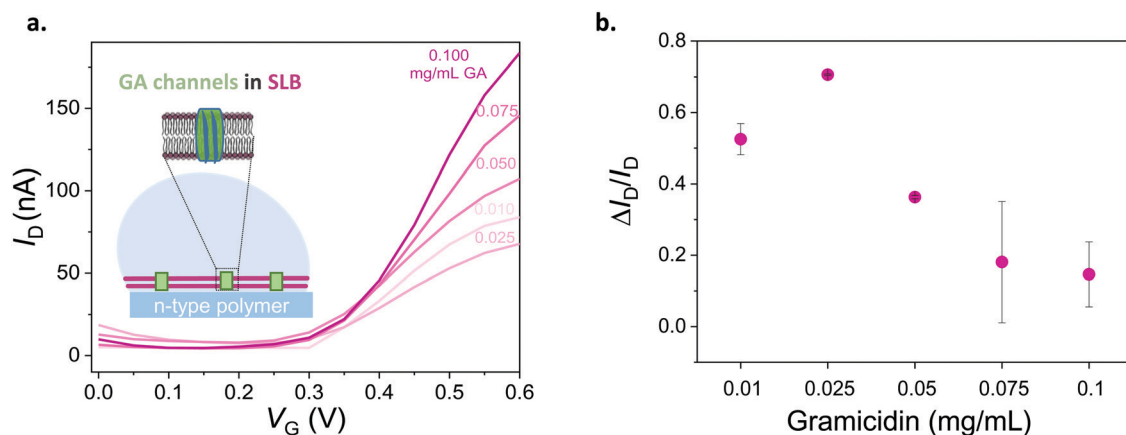 a.
GA channels in SLB
n-type polymer
0.100
mg/mL GA
0.075
0.050
0.010
0.025
I_D (nA)
150
100
50
0
0.0 0.1 0.2 0.3 0.4 0.5 0.6
V_G (V)
b.
ΔI_D/I_D
0.8
0.6
0.4
0.2
0.0
0.01 0.025 0.05 0.075 0.1
Gramicidin (mg/mL)